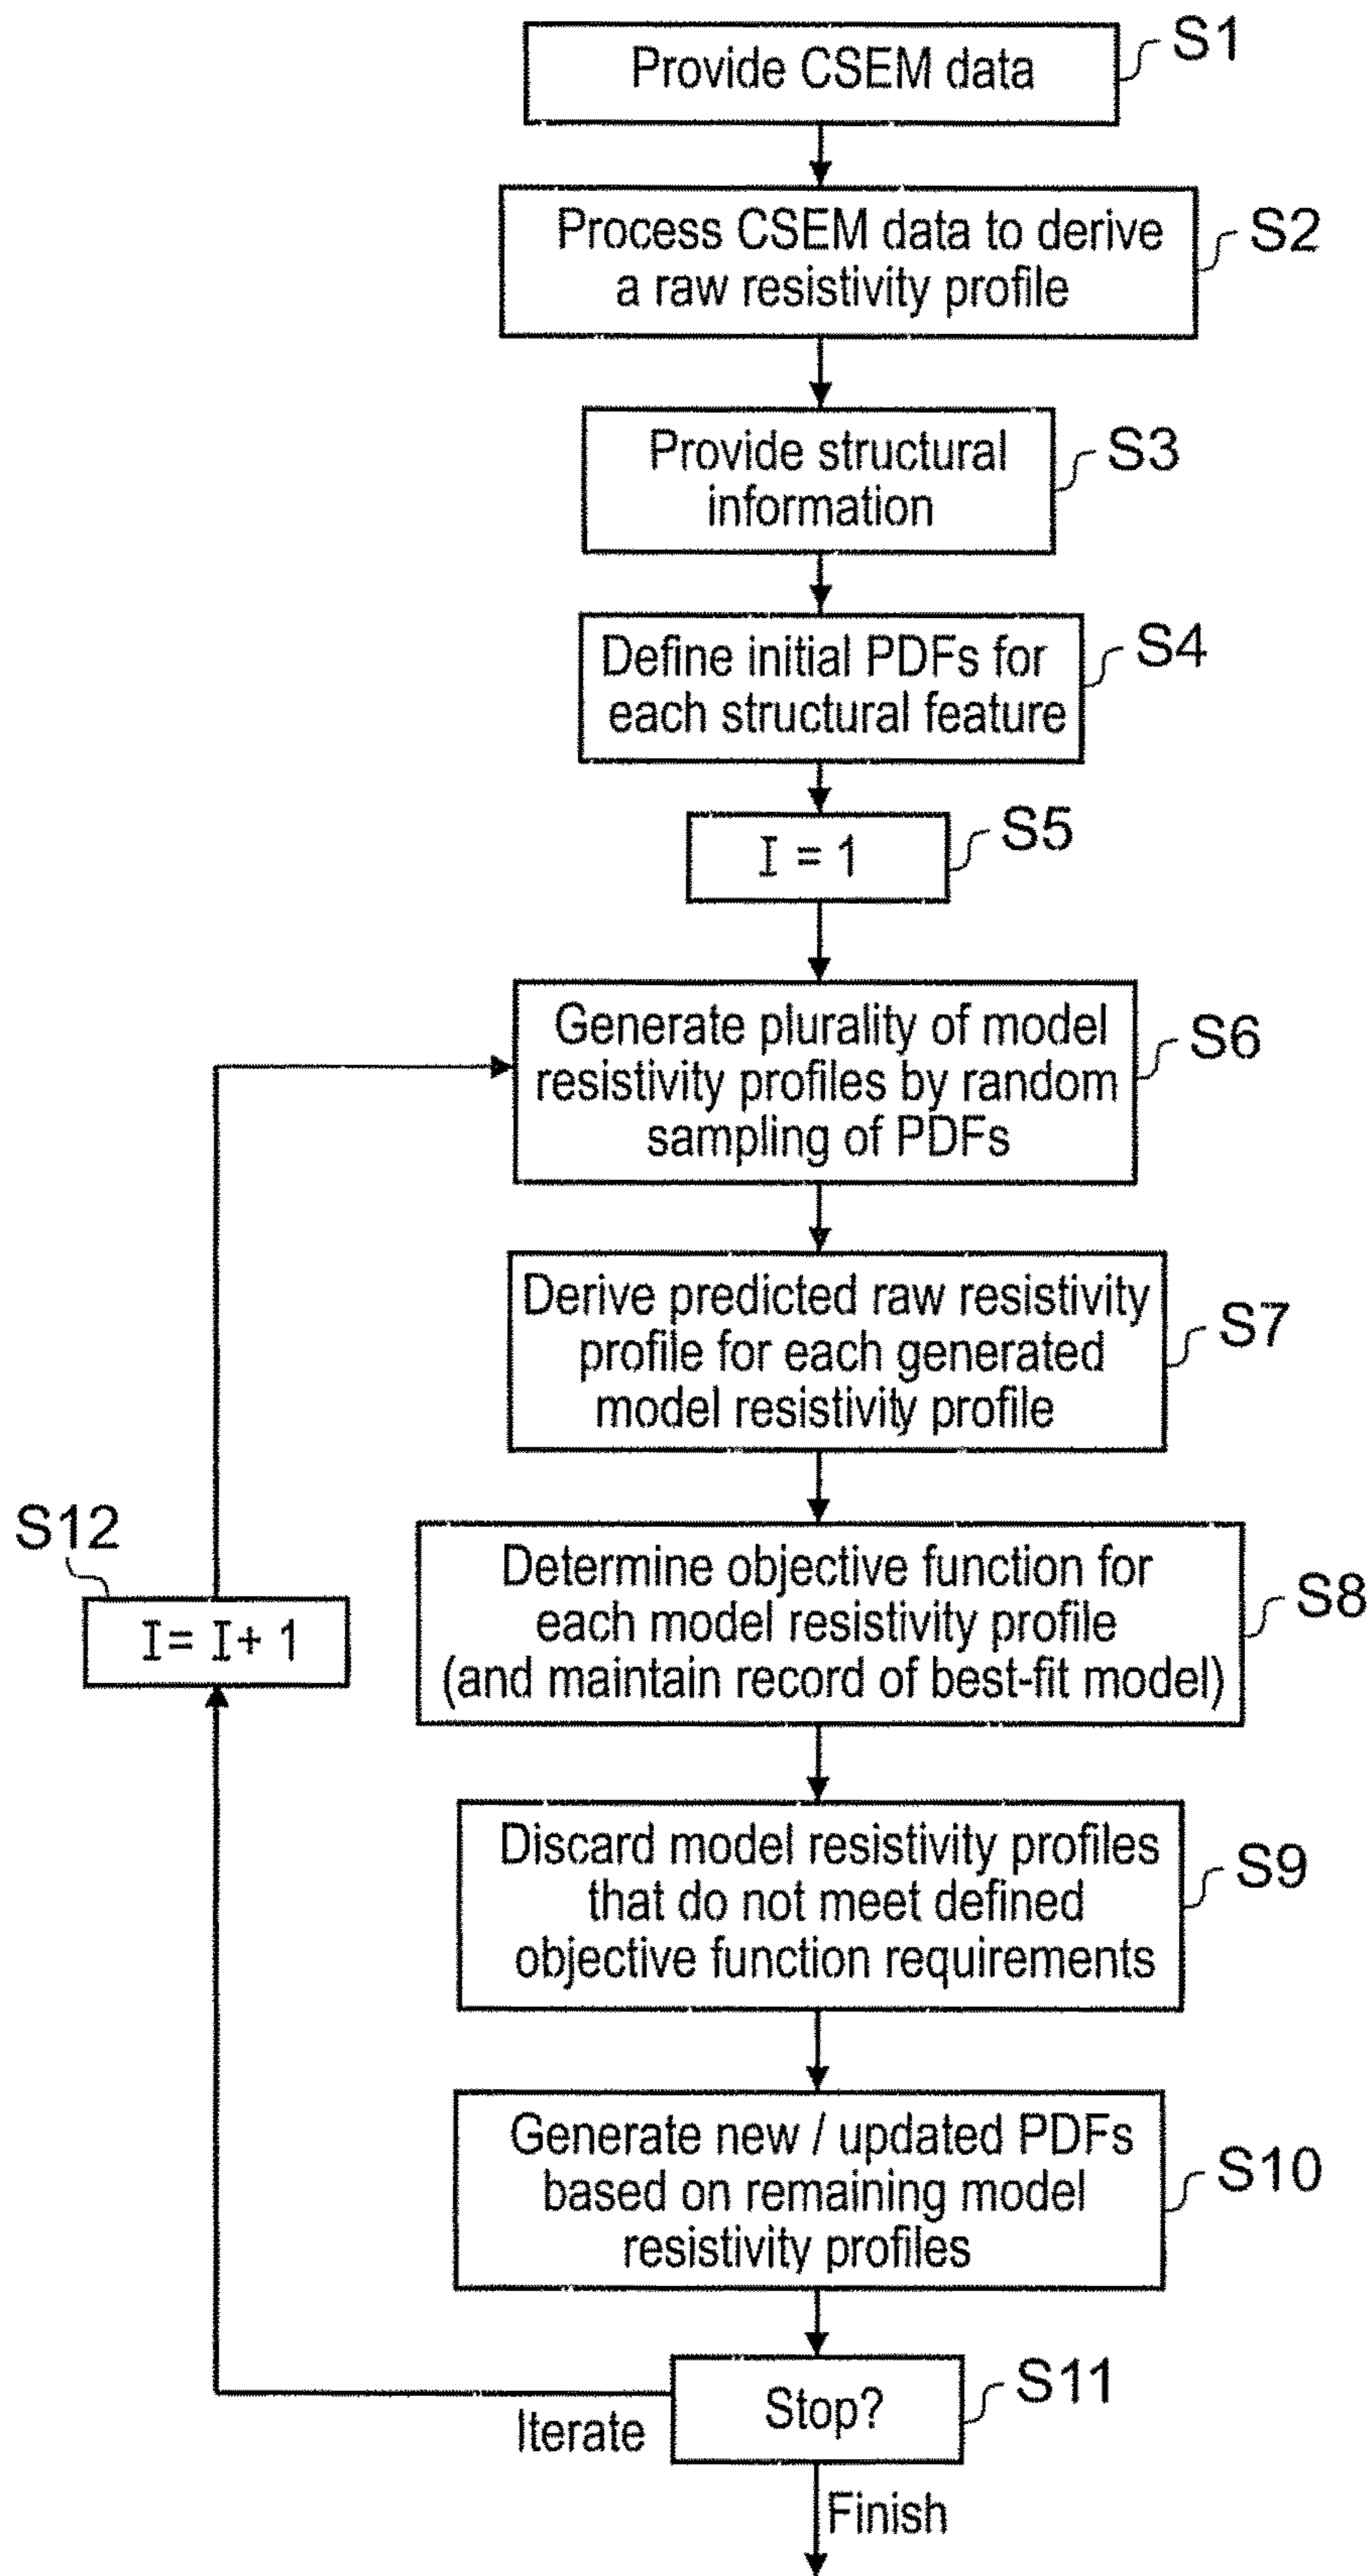 Provide CSEM data
S1
Process CSEM data to derive
a raw resistivity profile
S2
Provide structural
information
S3
Define initial PDFs for
each structural feature
S4
I = 1
S5
Generate plurality of model
resistivity profiles by random
sampling of PDFs
S6
Derive predicted raw resistivity
profile for each generated
model resistivity profile
S7
Determine objective function for
each model resistivity profile
(and maintain record of best-fit model)
S8
Discard model resistivity profiles
that do not meet defined
objective function requirements
S9
Generate new / updated PDFs
based on remaining model
resistivity profiles
S10
Stop?
S11
Iterate
Finish
S12
I= I+ 1